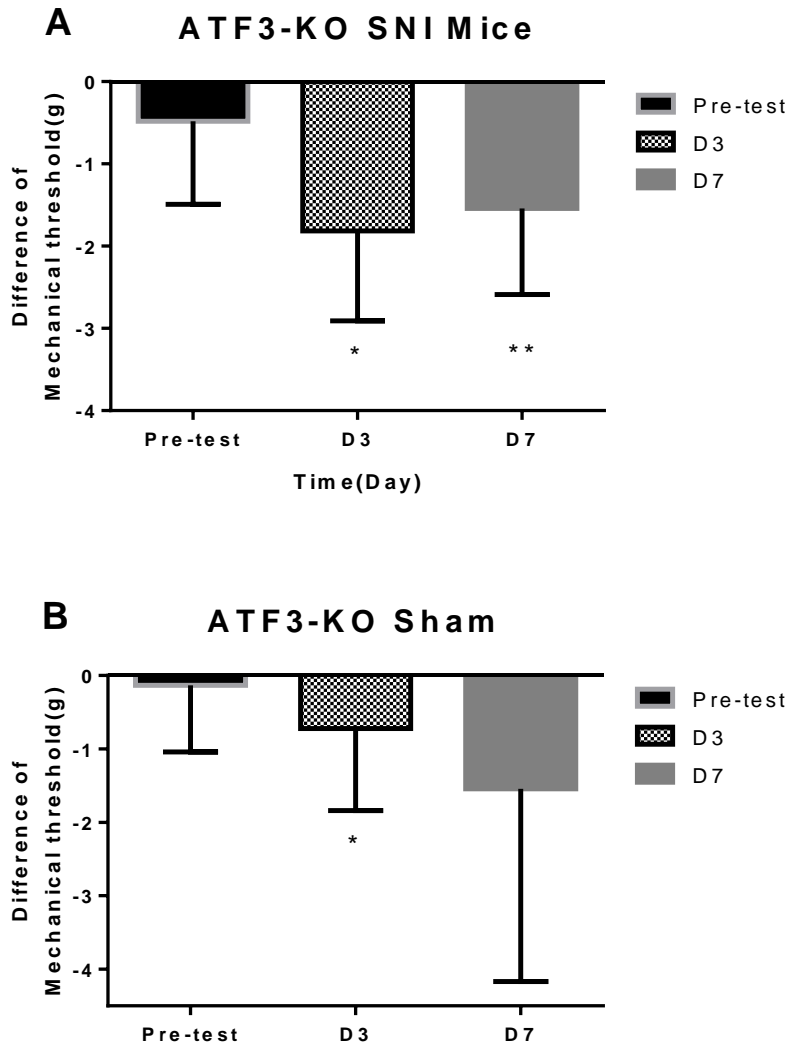 A
ATF3-KO SNI Mice
Difference of
Mechanical threshold(g)
0
-1
-2
-3
-4
*
**
Pre-test
D3
D7
Time(Day)
Pre-test
D3
D7
B
ATF3-KO Sham
Difference of
Mechanical threshold(g)
0
-1
-2
-3
-4
*
Pre-test
D3
D7
Pre-test
D3
D7